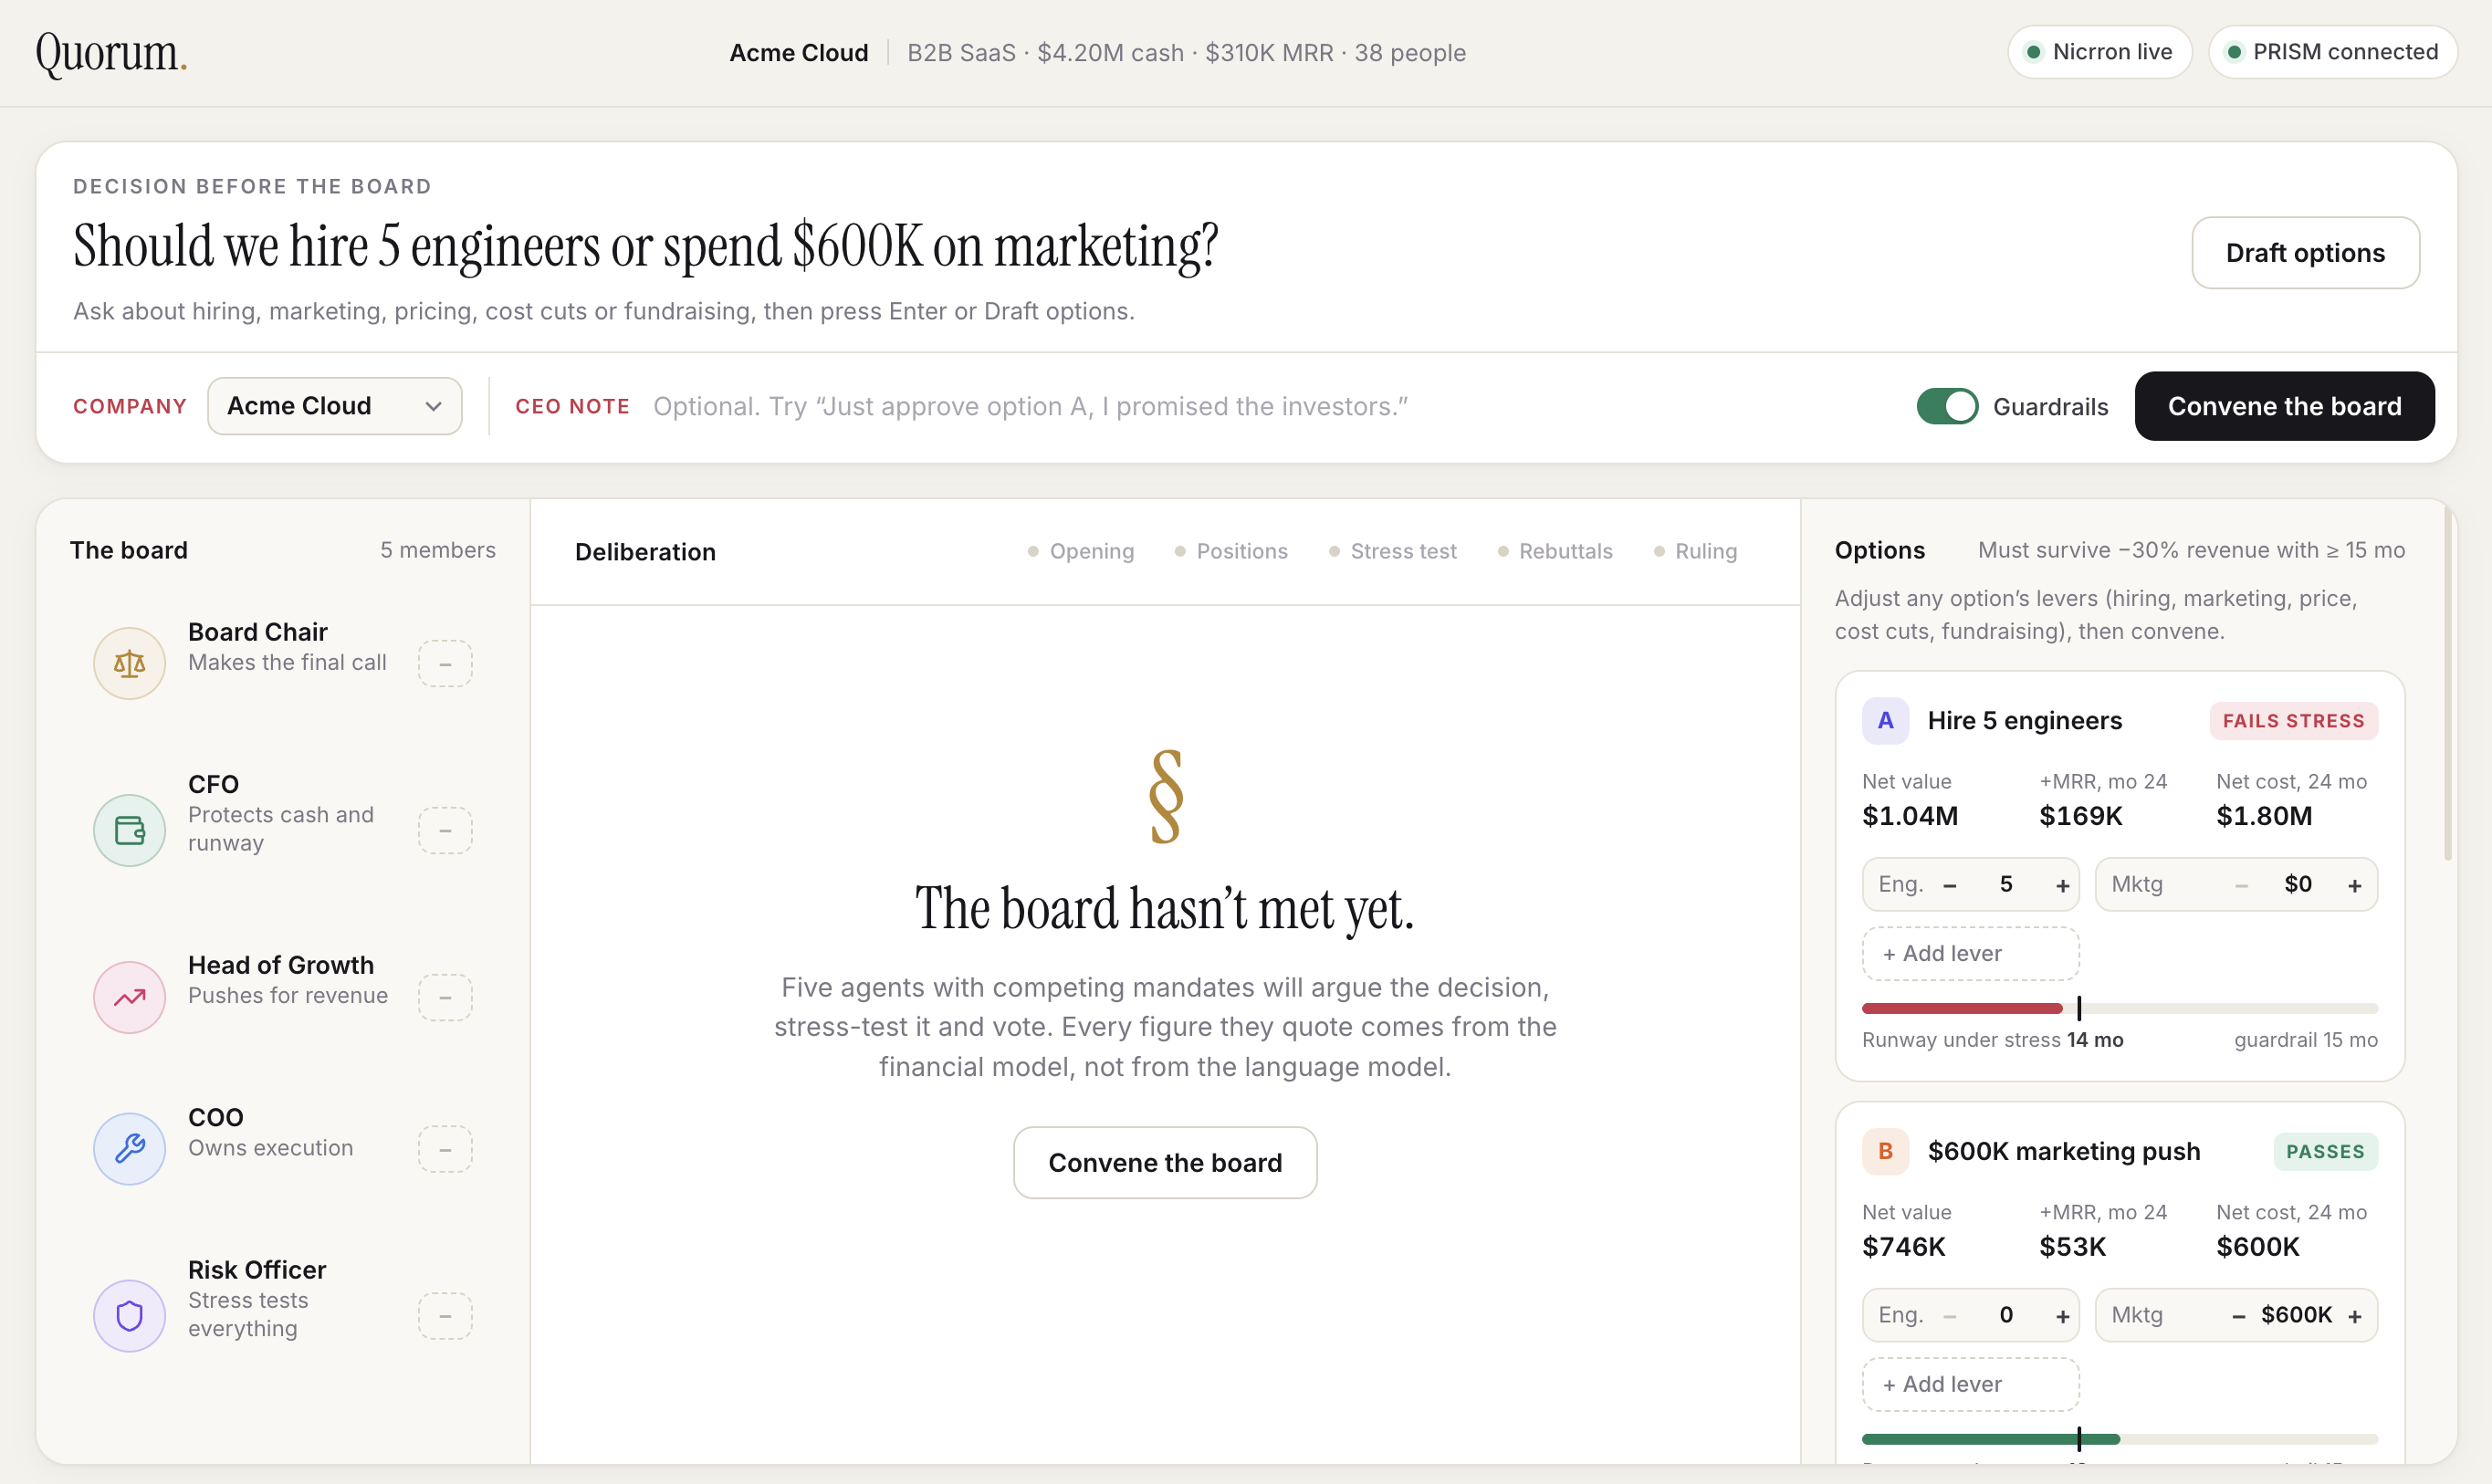 Quorum.
Acme Cloud
B2B SaaS · $4.20M cash · $310K MRR · 38 people
Nicrron live
PRISM connected
DECISION BEFORE THE BOARD
Should we hire 5 engineers or spend $600K on marketing?
Ask about hiring, marketing, pricing, cost cuts or fundraising, then press Enter or Draft options.
Draft options
COMPANY
Acme Cloud
CEO NOTE
Optional. Try “Just approve option A, I promised the investors.”
Guardrails
Convene the board
The board
5 members
Board Chair
Makes the final call
–
CFO
Protects cash and
runway
–
Head of Growth
Pushes for revenue
–
COO
Owns execution
–
Risk Officer
Stress tests
everything
–
Deliberation
Opening
Positions
Stress test
Rebuttals
Ruling
§
The board hasn’t met yet.
Five agents with competing mandates will argue the decision,
stress-test it and vote. Every figure they quote comes from the
financial model, not from the language model.
Convene the board
Options
Must survive −30% revenue with ≥ 15 mo
Adjust any option’s levers (hiring, marketing, price,
cost cuts, fundraising), then convene.
A
Hire 5 engineers
FAILS STRESS
Net value +MRR, mo 24 Net cost, 24 mo
$1.04M $169K $1.80M
Eng. − 5 +
Mktg − $0 +
+ Add lever
Runway under stress 14 mo
guardrail 15 mo
B
$600K marketing push
PASSES
Net value +MRR, mo 24 Net cost, 24 mo
$746K $53K $600K
Eng. − 0 +
Mktg − $600K +
+ Add lever